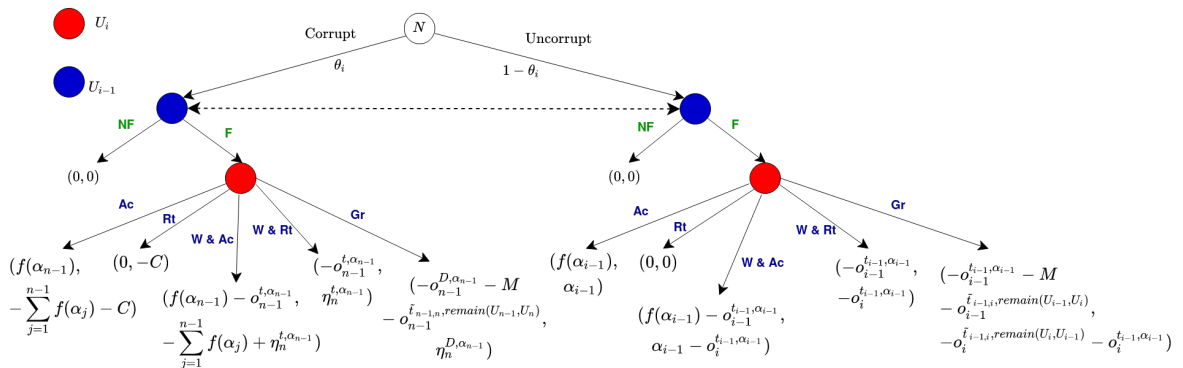 U_i
N
Corrupt
Uncorrupt
θ_i
1 − θ_i
U_{i−1}
NF
F
NF
F
(0, 0)
(0, 0)
Ac
Rt
W & Ac
W & Rt
Gr
Ac
Rt
W & Ac
W & Rt
Gr
(f(α_{n−1}),
−∑_{j=1}^{n−1} f(α_j) − C)
(0, −C)
(f(α_{n−1}) − o_{n−1}^{t,α_{n−1}},
−∑_{j=1}^{n−1} f(α_j) + η_n^{t,α_{n−1}})
(−o_{n−1}^{t,α_{n−1}},
η_n^{t,α_{n−1}})
(−o_{n−1}^{D,α_{n−1}} − M
− o_{n−1}^{t̃_{n−1,n},remain(U_{n−1},U_n)},
η_n^{D,α_{n−1}})
(f(α_{i−1}),
α_{i−1})
(0, 0)
(f(α_{i−1}) − o_{i−1}^{t_{i−1},α_{i−1}},
α_{i−1} − o_i^{t_{i−1},α_{i−1}})
(−o_{i−1}^{t_{i−1},α_{i−1}},
−o_i^{t_{i−1},α_{i−1}})
(−o_{i−1}^{t_{i−1},α_{i−1}} − M
− o_{i−1}^{t̃_{i−1,i},remain(U_{i−1},U_i)},
−o_i^{t̃_{i−1,i},remain(U_i,U_{i−1})} − o_i^{t_{i−1},α_{i−1}})